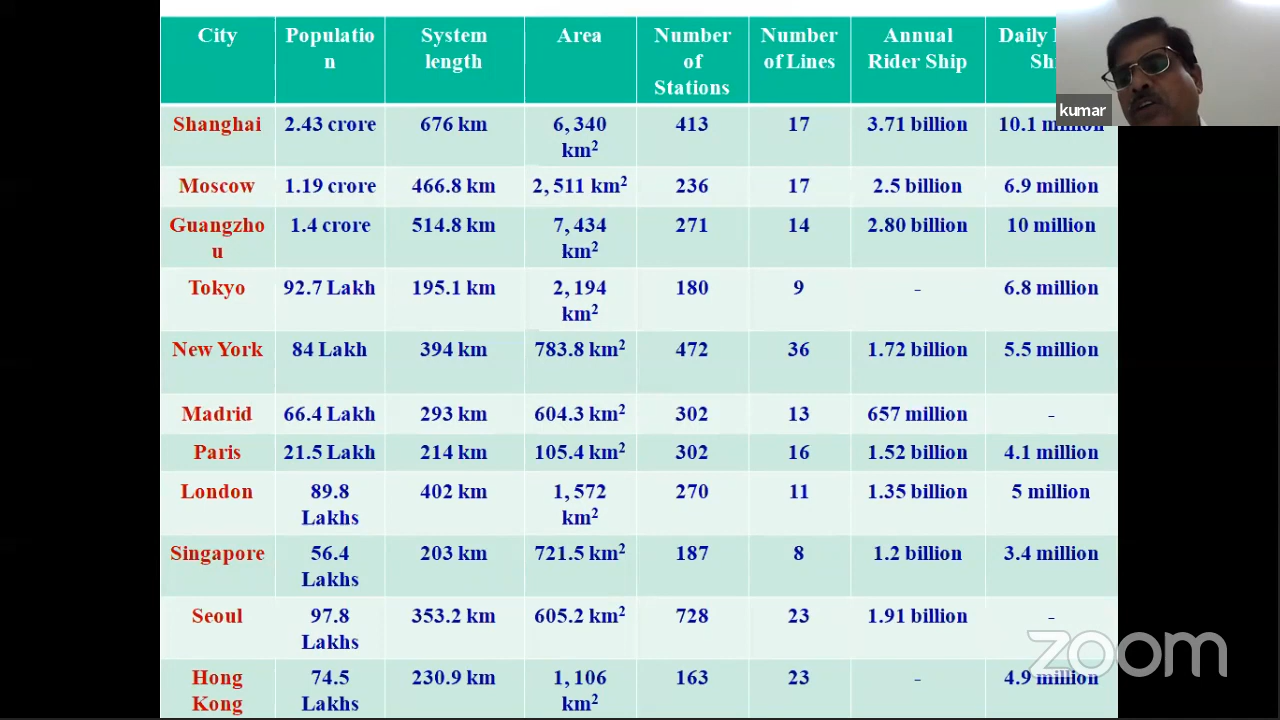 City Population System length Area Number of Stations Number of Lines Annual Rider Ship Daily
Shanghai 2.43 crore 676 km 6,340 km² 413 17 3.71 billion 10.1 million
Moscow 1.19 crore 466.8 km 2,511 km² 236 17 2.5 billion 6.9 million
Guangzhou 1.4 crore 514.8 km 7,434 km² 271 14 2.80 billion 10 million
Tokyo 92.7 Lakh 195.1 km 2,194 km² 180 9 - 6.8 million
New York 84 Lakh 394 km 783.8 km² 472 36 1.72 billion 5.5 million
Madrid 66.4 Lakh 293 km 604.3 km² 302 13 657 million -
Paris 21.5 Lakh 214 km 105.4 km² 302 16 1.52 billion 4.1 million
London 89.8 Lakhs 402 km 1,572 km² 270 11 1.35 billion 5 million
Singapore 56.4 Lakhs 203 km 721.5 km² 187 8 1.2 billion 3.4 million
Seoul 97.8 Lakhs 353.2 km 605.2 km² 728 23 1.91 billion -
Hong Kong 74.5 Lakhs 230.9 km 1,106 km² 163 23 - 4.9 million
kumar
zoom